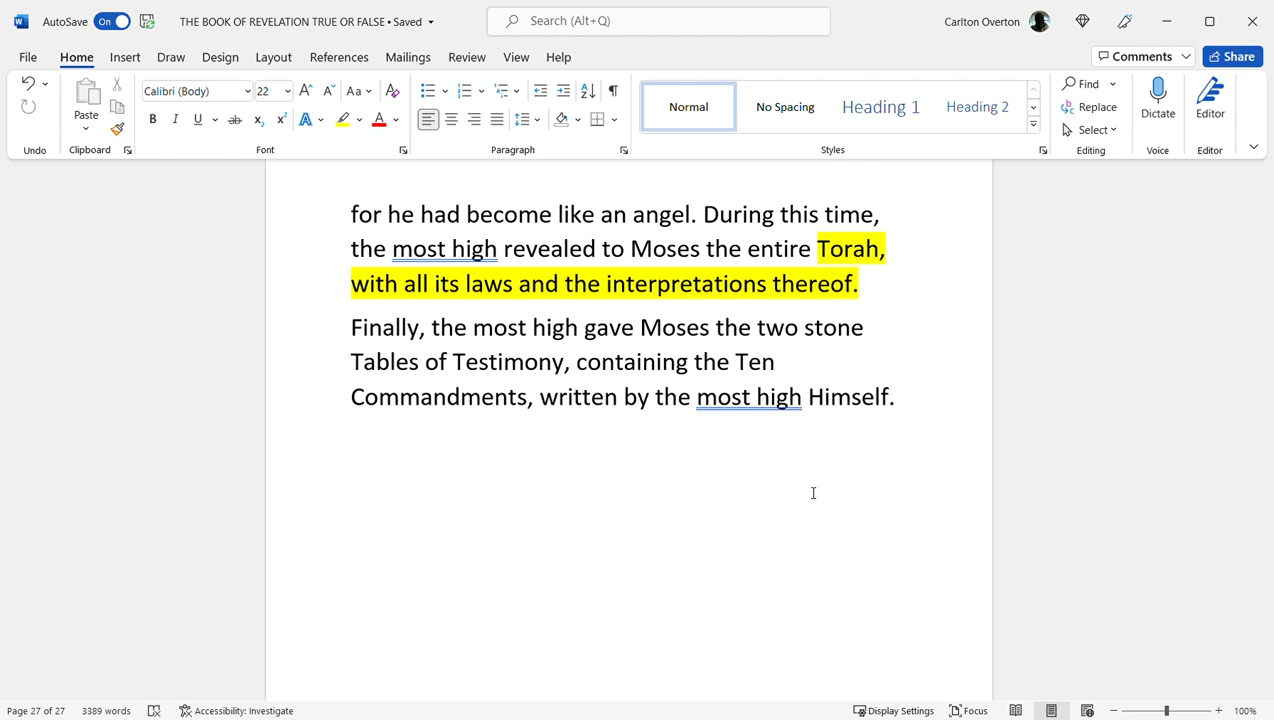 AutoSave On THE BOOK OF REVELATION TRUE OR FALSE • Saved Search (Alt+Q) Carlton Overton
File Home Insert Draw Design Layout References Mailings Review View Help Comments Share
Calibri (Body) 22 Aa Normal No Spacing Heading 1 Heading 2 Find
Paste Replace Dictate Editor
B I U ab x₂ x² A A Select
Undo Clipboard Font Paragraph Styles Editing Voice Editor
for he had become like an angel. During this time,
the most high revealed to Moses the entire Torah,
with all its laws and the interpretations thereof.
Finally, the most high gave Moses the two stone
Tables of Testimony, containing the Ten
Commandments, written by the most high Himself.
Page 27 of 27 3389 words Accessibility: Investigate Display Settings Focus 100%